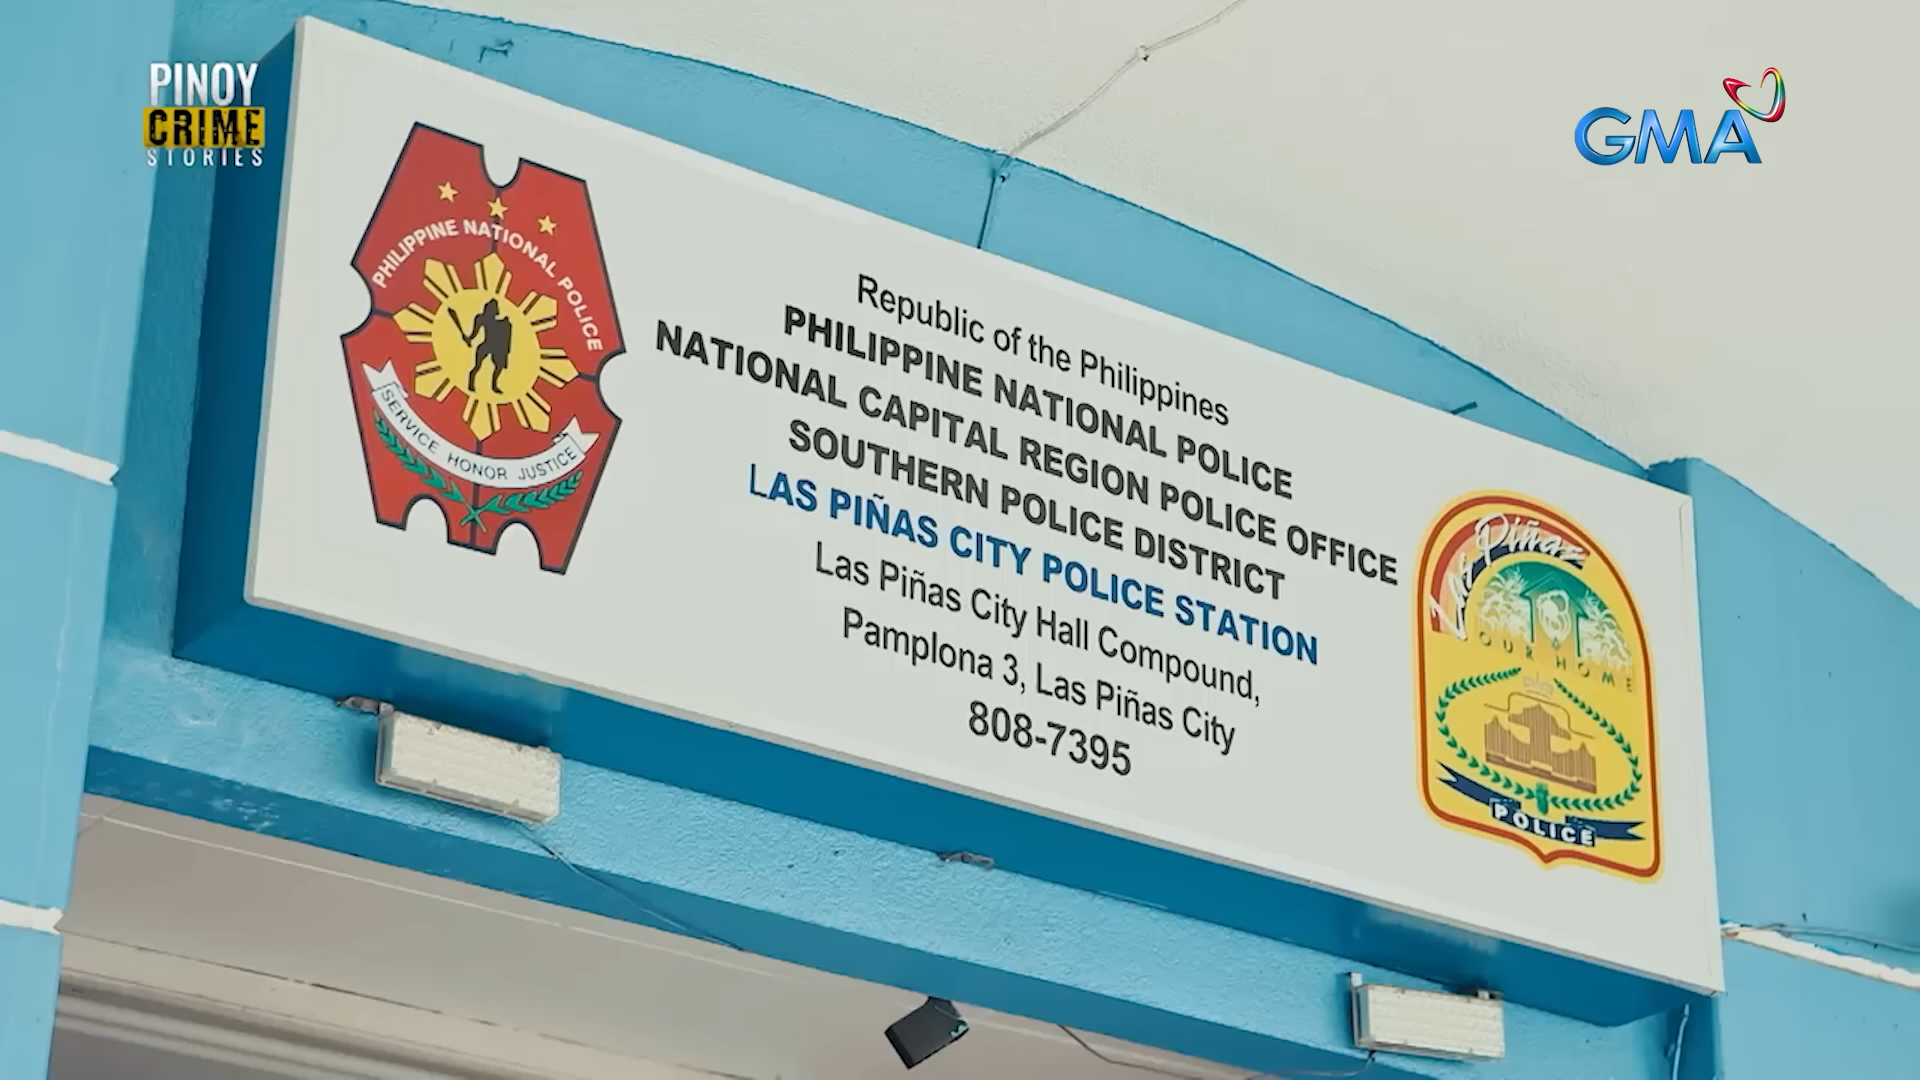 PINOY
CRIME
STORIES
GMA
PHILIPPINE NATIONAL POLICE
SERVICE HONOR JUSTICE
Republic of the Philippines
PHILIPPINE NATIONAL POLICE
NATIONAL CAPITAL REGION POLICE OFFICE
SOUTHERN POLICE DISTRICT
LAS PIÑAS CITY POLICE STATION
Las Piñas City Hall Compound,
Pamplona 3, Las Piñas City
808-7395
Las Piñas
OUR HOME
POLICE